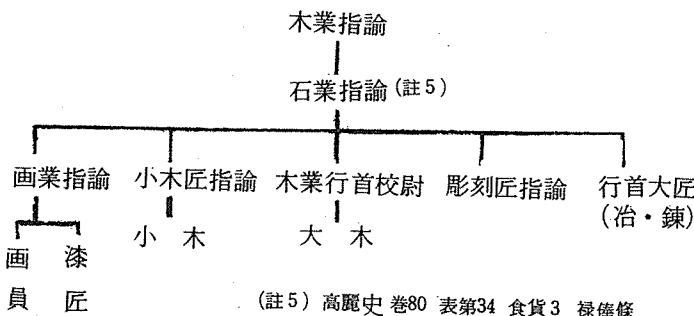 木業指諭
石業指諭 (註5)
画業指諭 小木匠指諭 木業行首校尉 彫刻匠指諭 行首大匠
(冶・錬)
画員 漆匠 小木 大木
(註5) 高麗史 巻80 表第34 食貨3 禄俸條